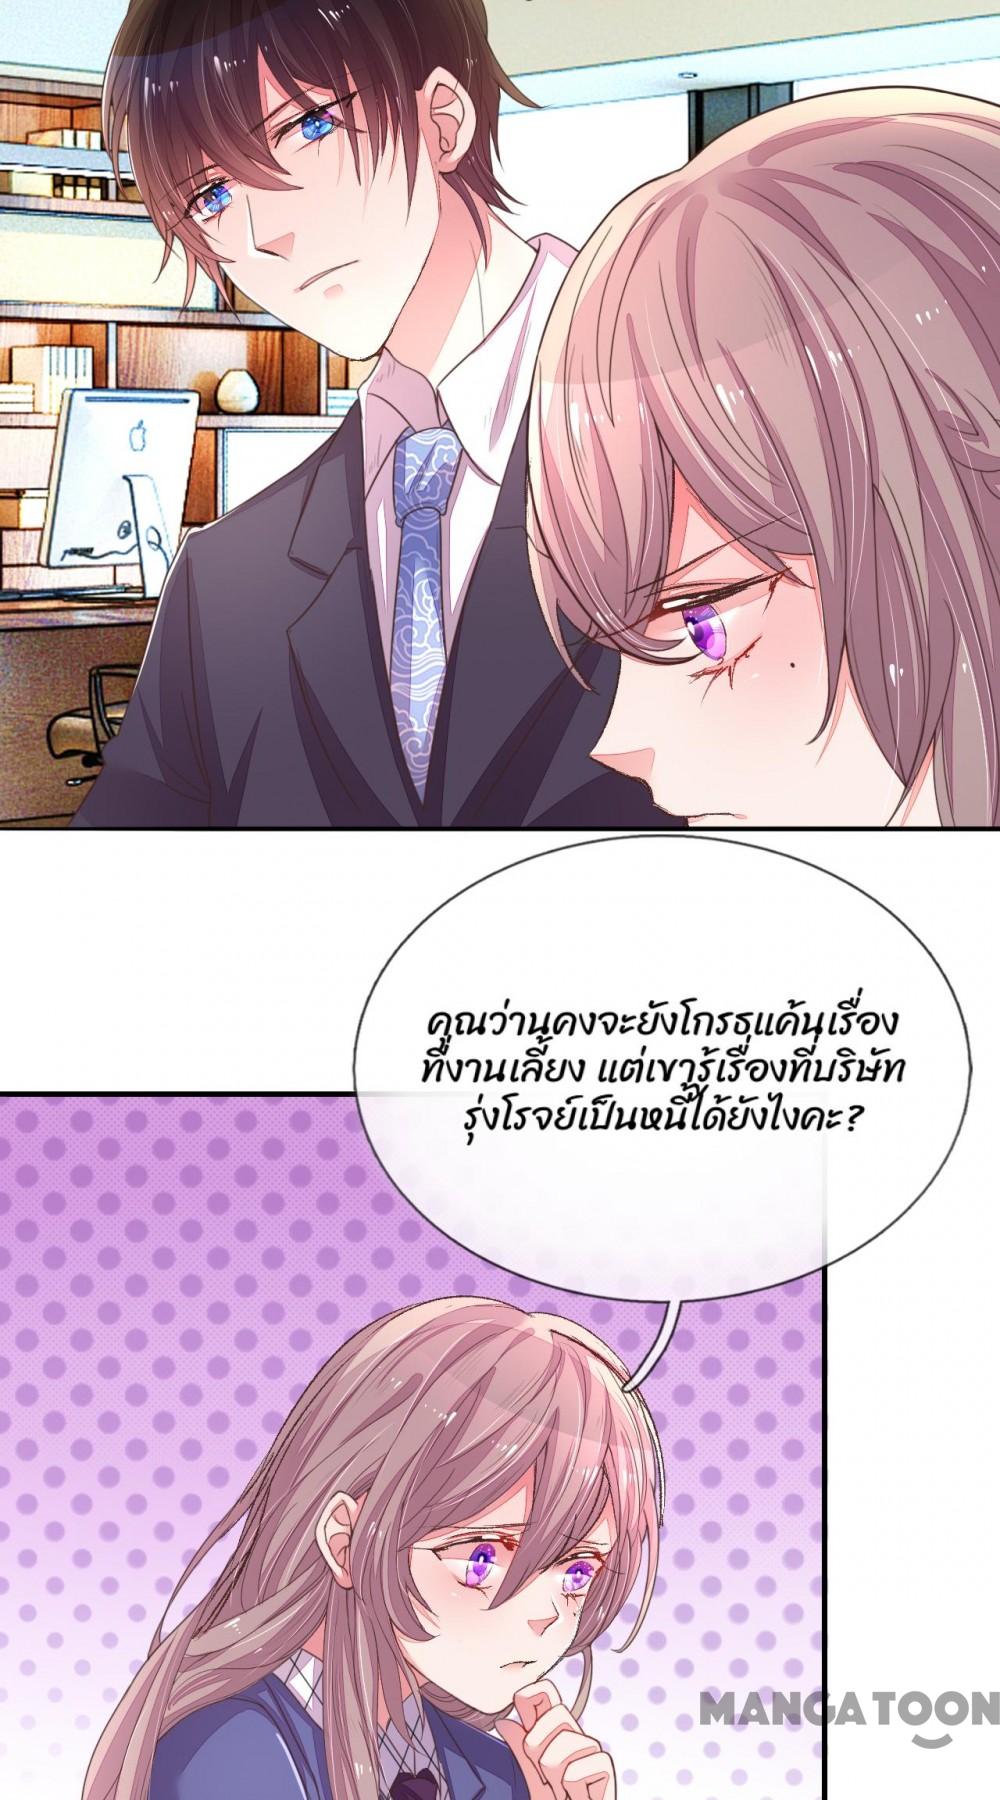 คุณว่านคงจะยังโกรธแค้นเรื่อง
ที่งานเลี้ยง แต่เขารู้เรื่องที่บริษัท
รุ่งโรจย์เป็นหนี้ได้ยังไงคะ?
MANGATOON